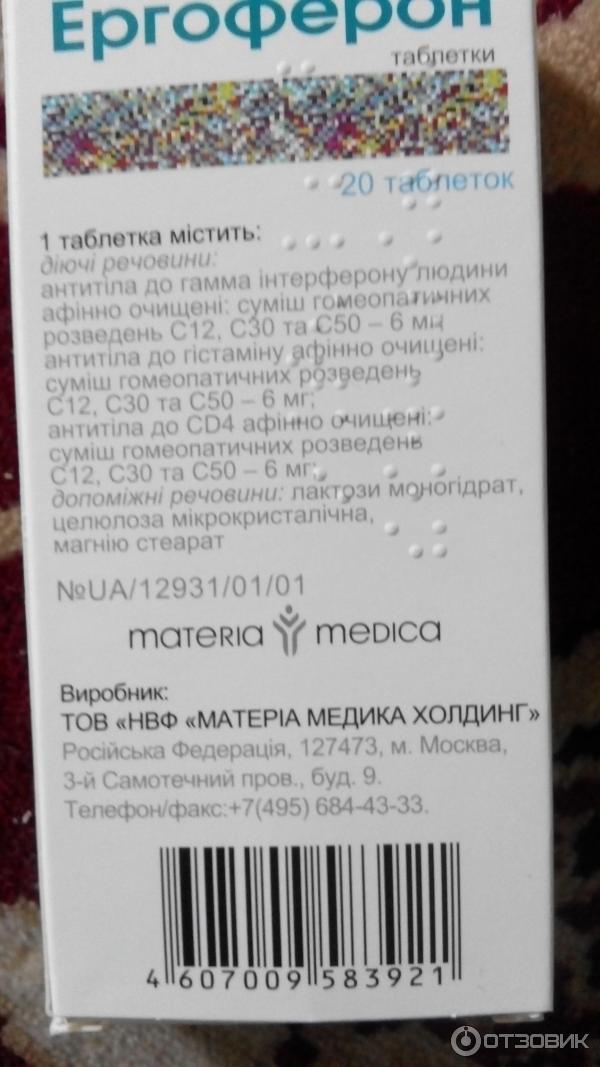 Ергоферон
таблетки
20 таблеток
1 таблетка містить:
діючі речовини:
антитіла до гамма інтерферону людини
афінно очищені: суміш гомеопатичних
розведень С12, С30 та С50 – 6 мг;
антитіла до гістаміну афінно очищені:
суміш гомеопатичних розведень
С12, С30 та С50 – 6 мг;
антитіла до CD4 афінно очищені:
суміш гомеопатичних розведень
С12, С30 та С50 – 6 мг;
допоміжні речовини: лактози моногідрат,
целюлоза мікрокристалічна,
магнію стеарат
№UA/12931/01/01
materia medica
Виробник:
ТОВ «НВФ «МАТЕРІА МЕДИКА ХОЛДИНГ»
Російська Федерація, 127473, м. Москва,
3-й Самотечний пров., буд. 9.
Телефон/факс:+7(495) 684-43-33.
4 607009 583921
ОТЗОВИК